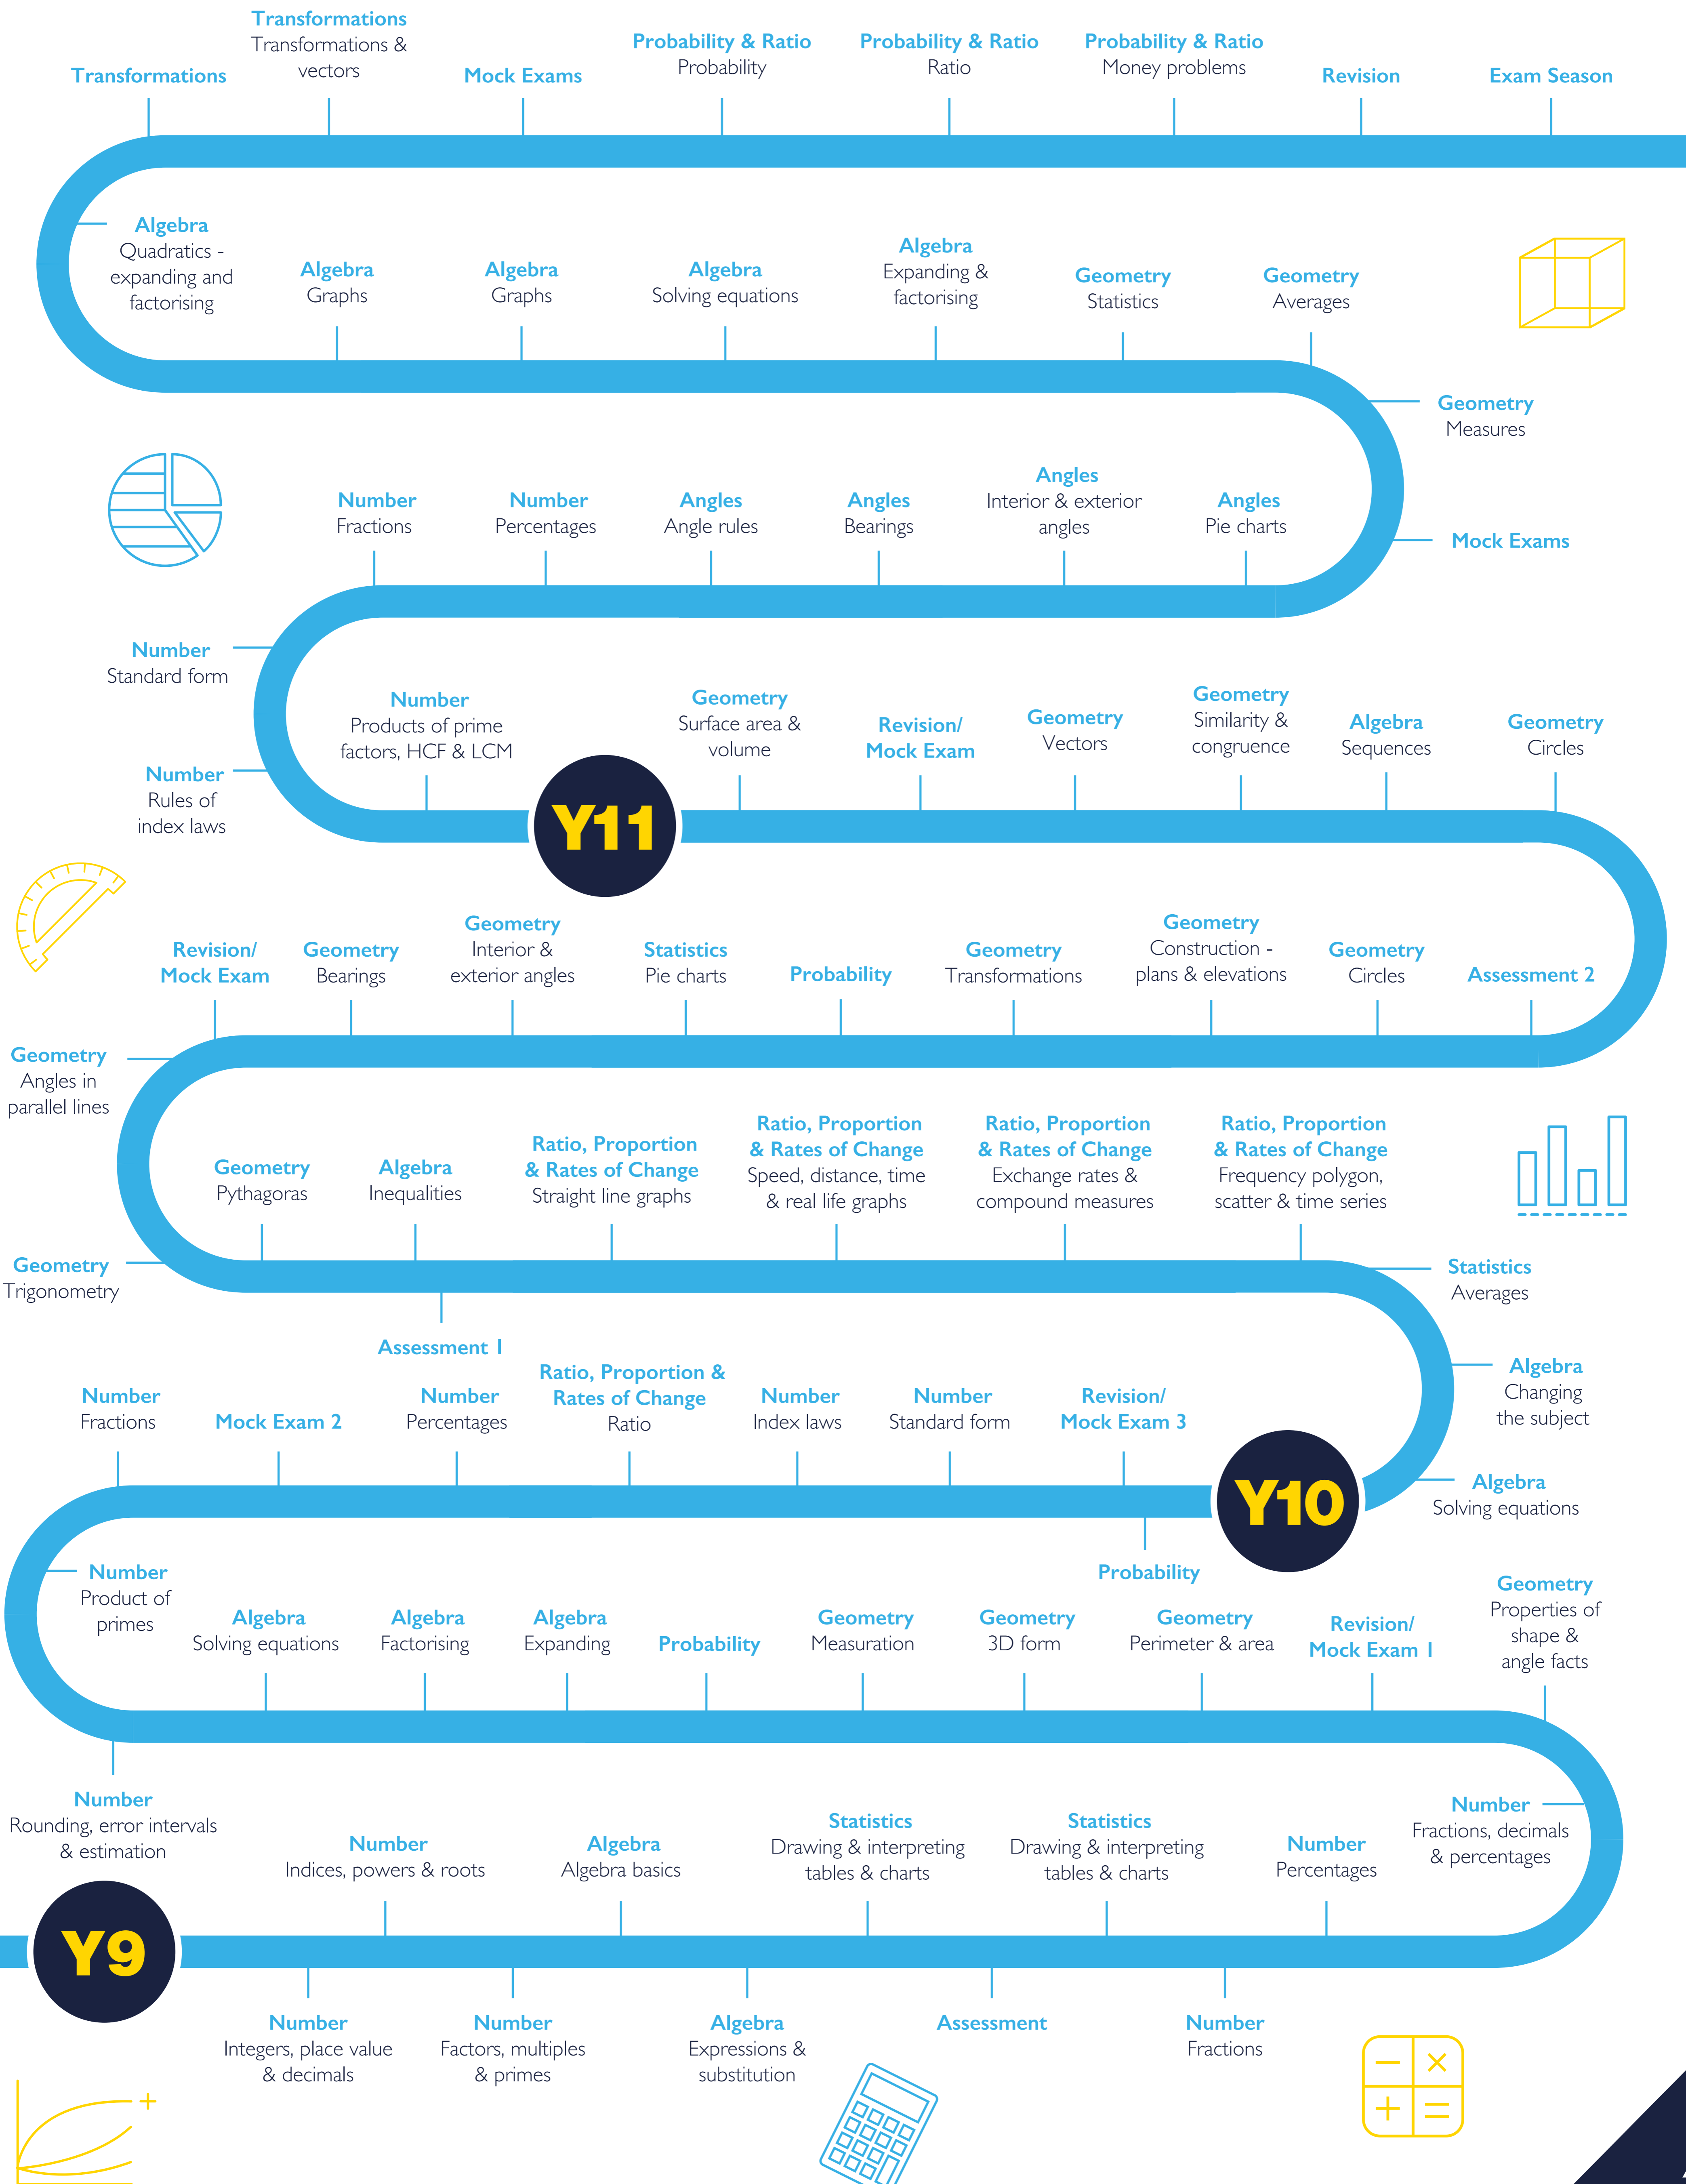 Transformations
Transformations
Transformations &
vectors
Mock Exams
Probability & Ratio
Probability
Probability & Ratio
Ratio
Probability & Ratio
Money problems
Revision
Exam Season
Algebra
Quadratics -
expanding and
factorising
Algebra
Graphs
Algebra
Graphs
Algebra
Solving equations
Algebra
Expanding &
factorising
Geometry
Statistics
Geometry
Averages
Geometry
Measures
Number
Fractions
Number
Percentages
Angles
Angle rules
Angles
Bearings
Angles
Interior & exterior
angles
Angles
Pie charts
Mock Exams
Number
Standard form
Number
Rules of
index laws
Number
Products of prime
factors, HCF & LCM
Y11
Geometry
Surface area &
volume
Revision/
Mock Exam
Geometry
Vectors
Geometry
Similarity &
congruence
Algebra
Sequences
Geometry
Circles
Revision/
Mock Exam
Geometry
Bearings
Geometry
Interior &
exterior angles
Statistics
Pie charts
Probability
Geometry
Transformations
Geometry
Construction -
plans & elevations
Geometry
Circles
Assessment 2
Geometry
Angles in
parallel lines
Geometry
Trigonometry
Geometry
Pythagoras
Algebra
Inequalities
Ratio, Proportion
& Rates of Change
Straight line graphs
Ratio, Proportion
& Rates of Change
Speed, distance, time
& real life graphs
Ratio, Proportion
& Rates of Change
Exchange rates &
compound measures
Ratio, Proportion
& Rates of Change
Frequency polygon,
scatter & time series
Statistics
Averages
Assessment 1
Algebra
Changing
the subject
Algebra
Solving equations
Number
Fractions
Mock Exam 2
Number
Percentages
Ratio, Proportion &
Rates of Change
Ratio
Number
Index laws
Number
Standard form
Revision/
Mock Exam 3
Y10
Probability
Number
Product of
primes
Algebra
Solving equations
Algebra
Factorising
Algebra
Expanding
Probability
Geometry
Measuration
Geometry
3D form
Geometry
Perimeter & area
Revision/
Mock Exam 1
Geometry
Properties of
shape &
angle facts
Number
Rounding, error intervals
& estimation
Number
Indices, powers & roots
Algebra
Algebra basics
Statistics
Drawing & interpreting
tables & charts
Statistics
Drawing & interpreting
tables & charts
Number
Percentages
Number
Fractions, decimals
& percentages
Y9
Number
Integers, place value
& decimals
Number
Factors, multiples
& primes
Algebra
Expressions &
substitution
Assessment
Number
Fractions